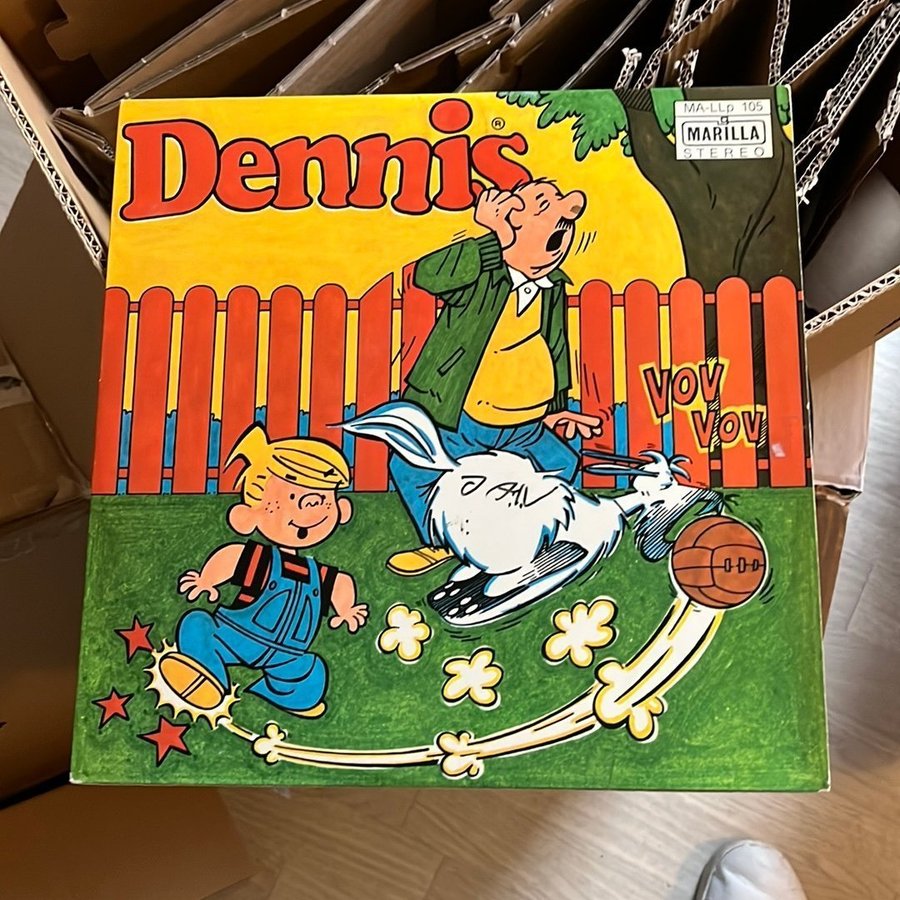 Dennis®
MA-LLp 105
MARILLA
STEREO
VOV
VOV